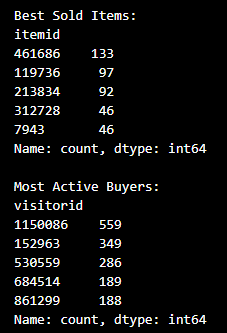 Best Sold Items:
itemid
461686    133
119736     97
213834     92
312728     46
7943       46
Name: count, dtype: int64

Most Active Buyers:
visitorid
1150086    559
152963     349
530559     286
684514     189
861299     188
Name: count, dtype: int64